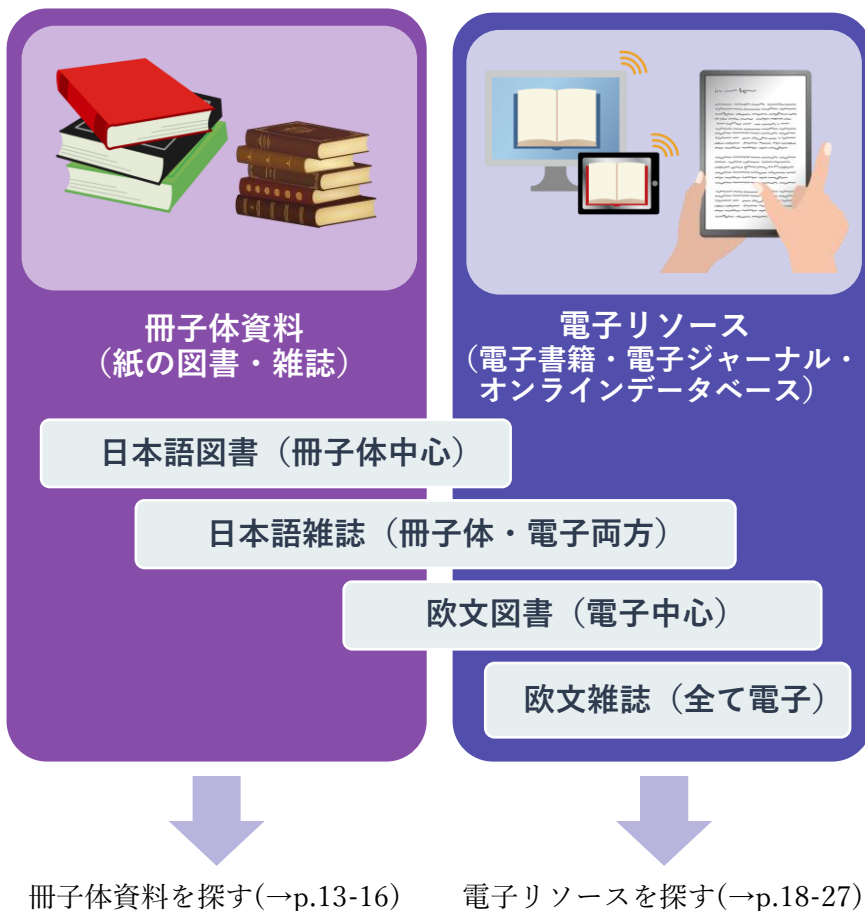 冊子体資料
（紙の図書・雑誌）
電子リソース
（電子書籍・電子ジャーナル・
オンラインデータベース）
日本語図書（冊子体中心）
日本語雑誌（冊子体・電子両方）
欧文図書（電子中心）
欧文雑誌（全て電子）
冊子体資料を探す(→p.13-16)
電子リソースを探す(→p.18-27)